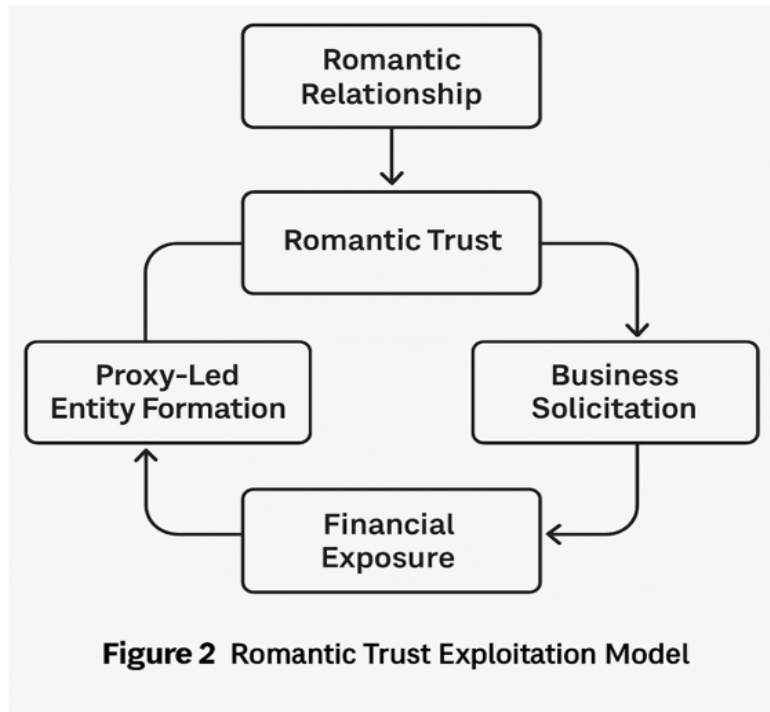 Romantic
Relationship
Romantic Trust
Proxy-Led
Entity Formation
Business
Solicitation
Financial
Exposure
Figure 2 Romantic Trust Exploitation Model